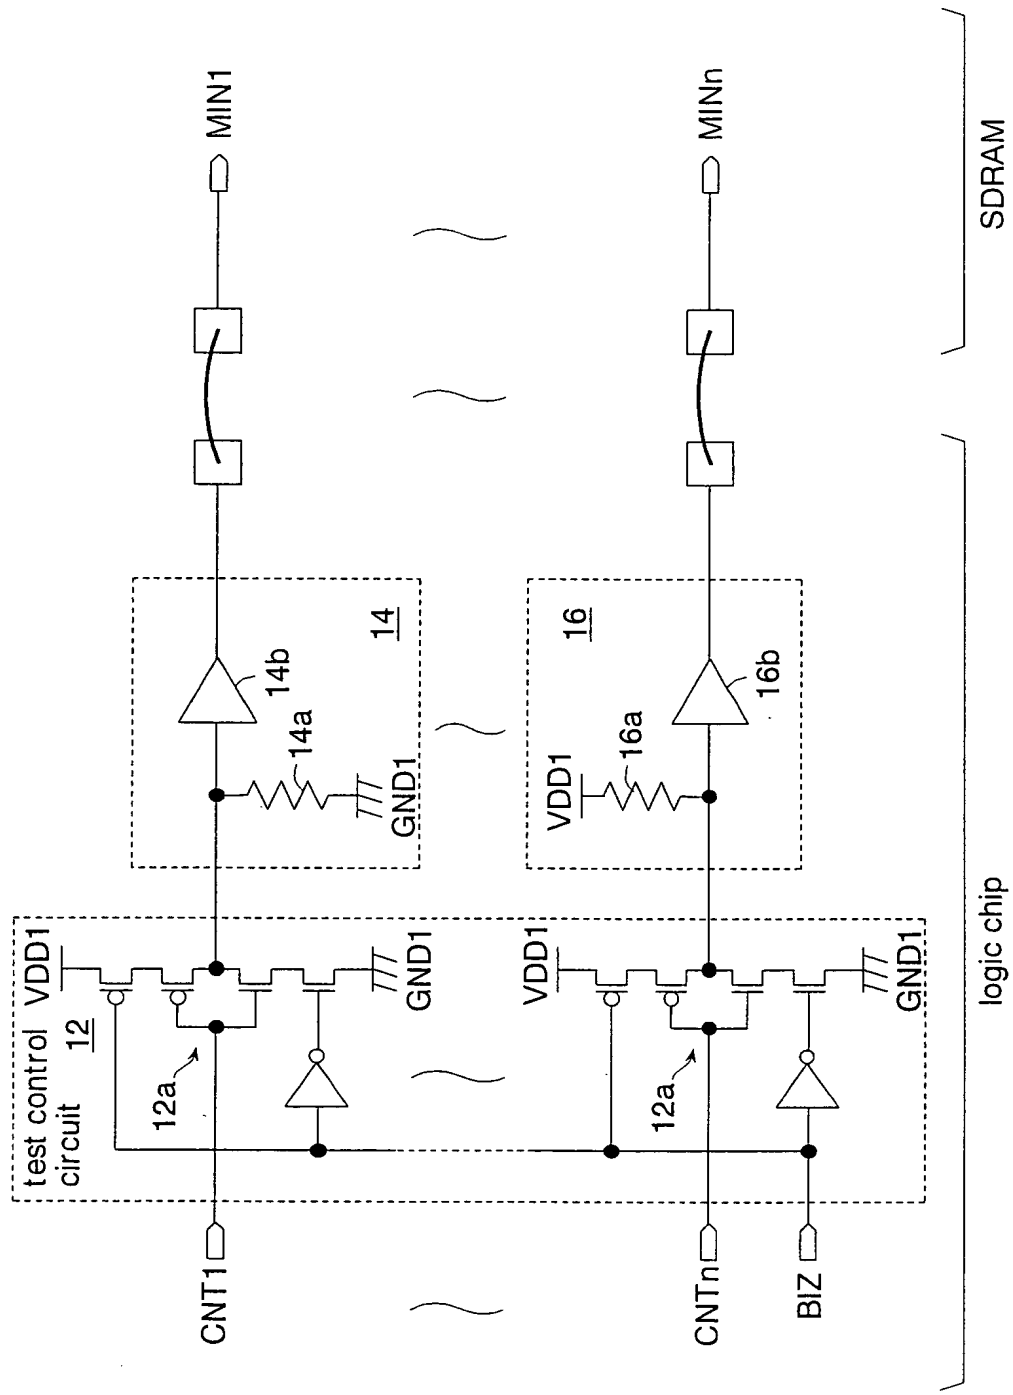 test control
circuit
12
VDD1
12a
GND1
CNT1
14
14a
14b
GND1
MIN1
VDD1
12a
GND1
CNTn
BIZ
VDD1
16
16a
16b
MINn
logic chip
SDRAM